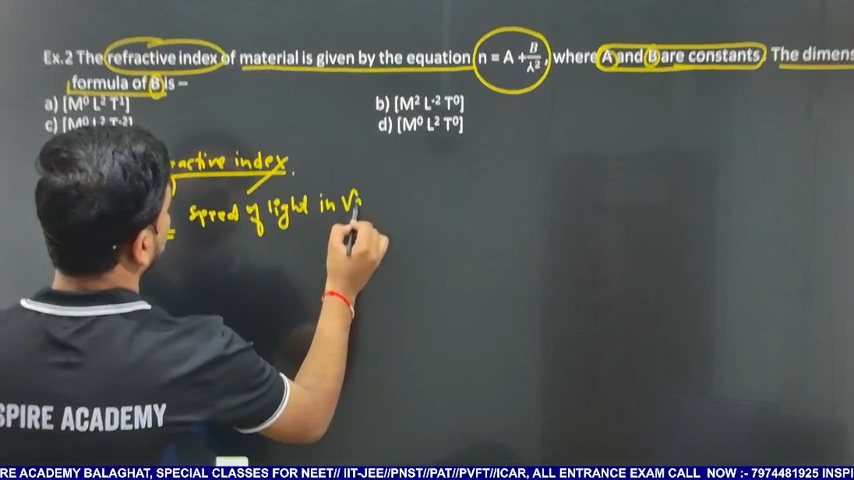 Ex.2 The refractive index of material is given by the equation n = A + B/λ², where A and B are constants. The dimens
formula of B is –
a) [M⁰ L² T¹]
b) [M² L⁻² T⁰]
c) [M⁰ L² T⁻²]
d) [M⁰ L² T⁰]
ractive index.
= speed of light in
SPIRE ACADEMY
RE ACADEMY BALAGHAT, SPECIAL CLASSES FOR NEET// IIT-JEE//PNST//PAT//PVFT//ICAR, ALL ENTRANCE EXAM CALL NOW :- 7974481925 INSPI